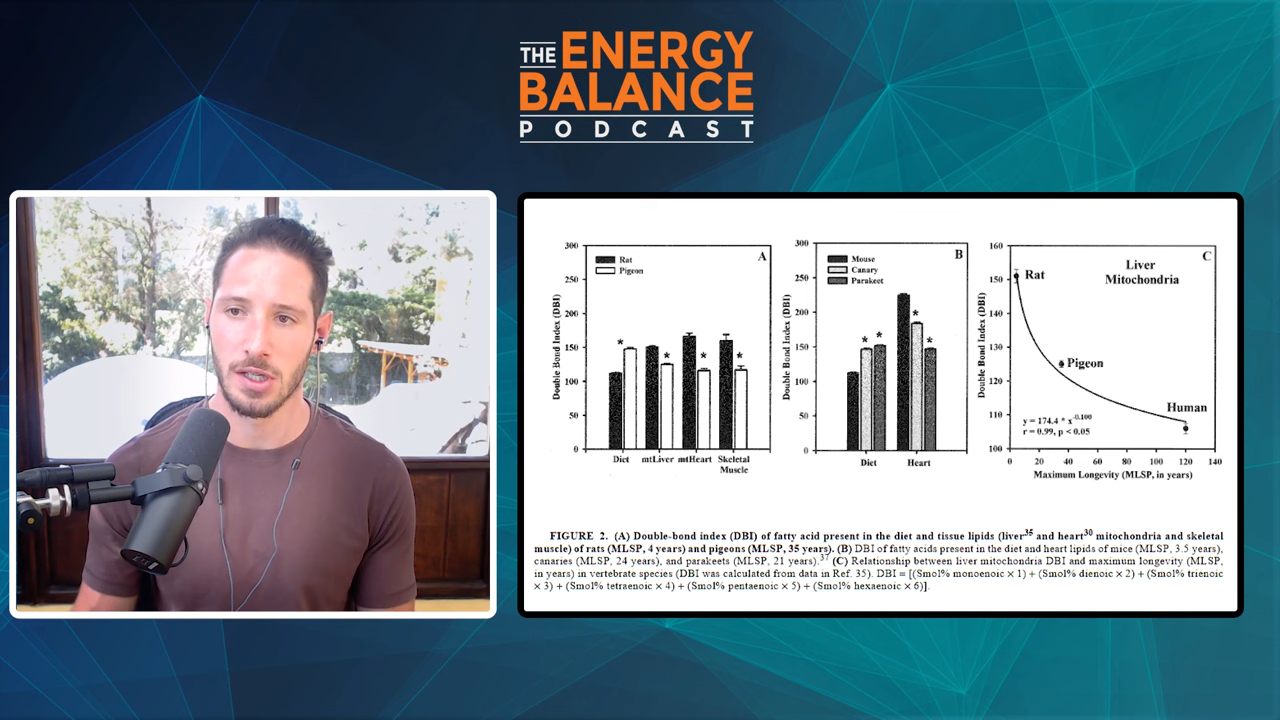 THE ENERGY
BALANCE
PODCAST
300
250
200
150
100
50
0
Double Bond Index (DBI)
A
Rat
Pigeon
*
*
*
*
Diet
mtLiver
mtHeart
Skeletal
Muscle
300
250
200
150
100
50
0
Double Bond Index (DBI)
B
Mouse
Canary
Parakeet
*
*
*
*
Diet
Heart
160
150
140
130
120
110
100
Double Bond Index (DBI)
C
Liver
Mitochondria
Rat
Pigeon
Human
y = 174.4 * x^-0.100
r = 0.99, p < 0.05
0
20
40
60
80
100
120
140
Maximum Longevity (MLSP, in years)
FIGURE 2. (A) Double-bond index (DBI) of fatty acid present in the diet and tissue lipids (liver35 and heart30 mitochondria and skeletal
muscle) of rats (MLSP, 4 years) and pigeons (MLSP, 35 years). (B) DBI of fatty acids present in the diet and heart lipids of mice (MLSP, 3.5 years),
canaries (MLSP, 24 years), and parakeets (MLSP, 21 years).37 (C) Relationship between liver mitochondria DBI and maximum longevity (MLSP,
in years) in vertebrate species (DBI was calculated from data in Ref. 35). DBI = [(Smol% monoenoic × 1) + (Smol% dienoic × 2) + (Smol% trienoic
× 3) + (Smol% tetraenoic × 4) + (Smol% pentaenoic × 5) + (Smol% hexaenoic × 6)].